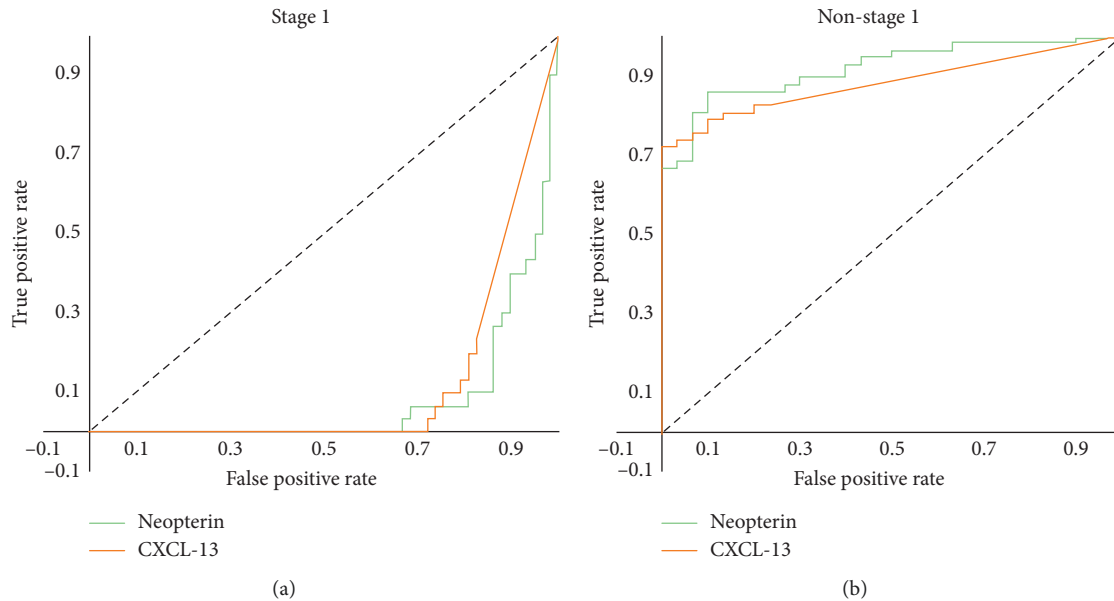 Stage 1
0.9
0.7
0.5
0.3
0.1
True positive rate
−0.1 0.1 0.3 0.5 0.7 0.9
−0.1
False positive rate
Neopterin
CXCL-13
(a)
Non-stage 1
0.9
0.7
0.5
0.3
0.1
True positive rate
−0.1 0.1 0.3 0.5 0.7 0.9
−0.1
False positive rate
Neopterin
CXCL-13
(b)